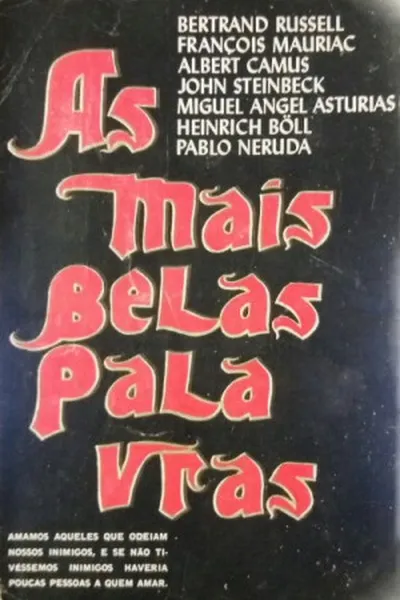 BERTRAND RUSSELL
FRANÇOIS MAURIAC
ALBERT CAMUS
JOHN STEINBECK
MIGUEL ANGEL ASTURIAS
HEINRICH BÖLL
PABLO NERUDA
As
mais
Belas
Pala
vras
AMAMOS AQUELES QUE ODEIAM
NOSSOS INIMIGOS, E SE NÃO TI-
VÉSSEMOS INIMIGOS HAVERIA
POUCAS PESSOAS A QUEM AMAR.